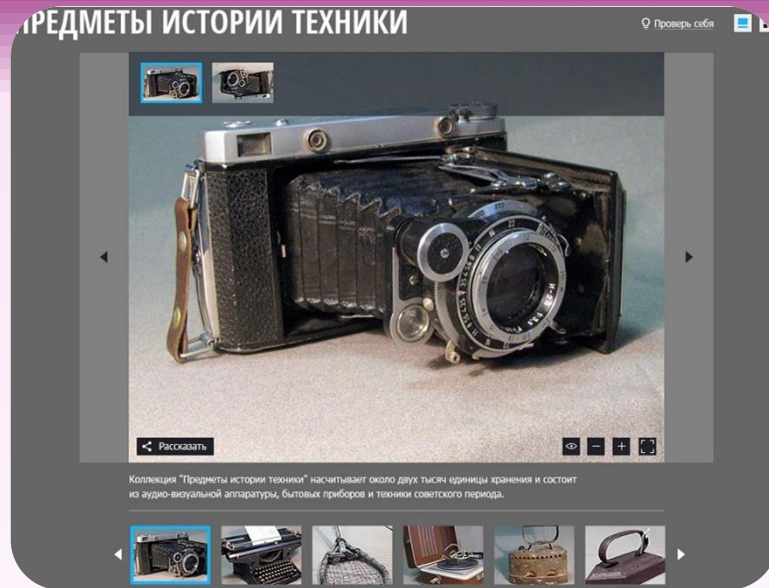 ПРЕДМЕТЫ ИСТОРИИ ТЕХНИКИ
Проверь себя
Рассказать
Коллекция "Предметы истории техники" насчитывает около двух тысяч единицы хранения и состоит
из аудио-визуальной аппаратуры, бытовых приборов и техники советского периода.